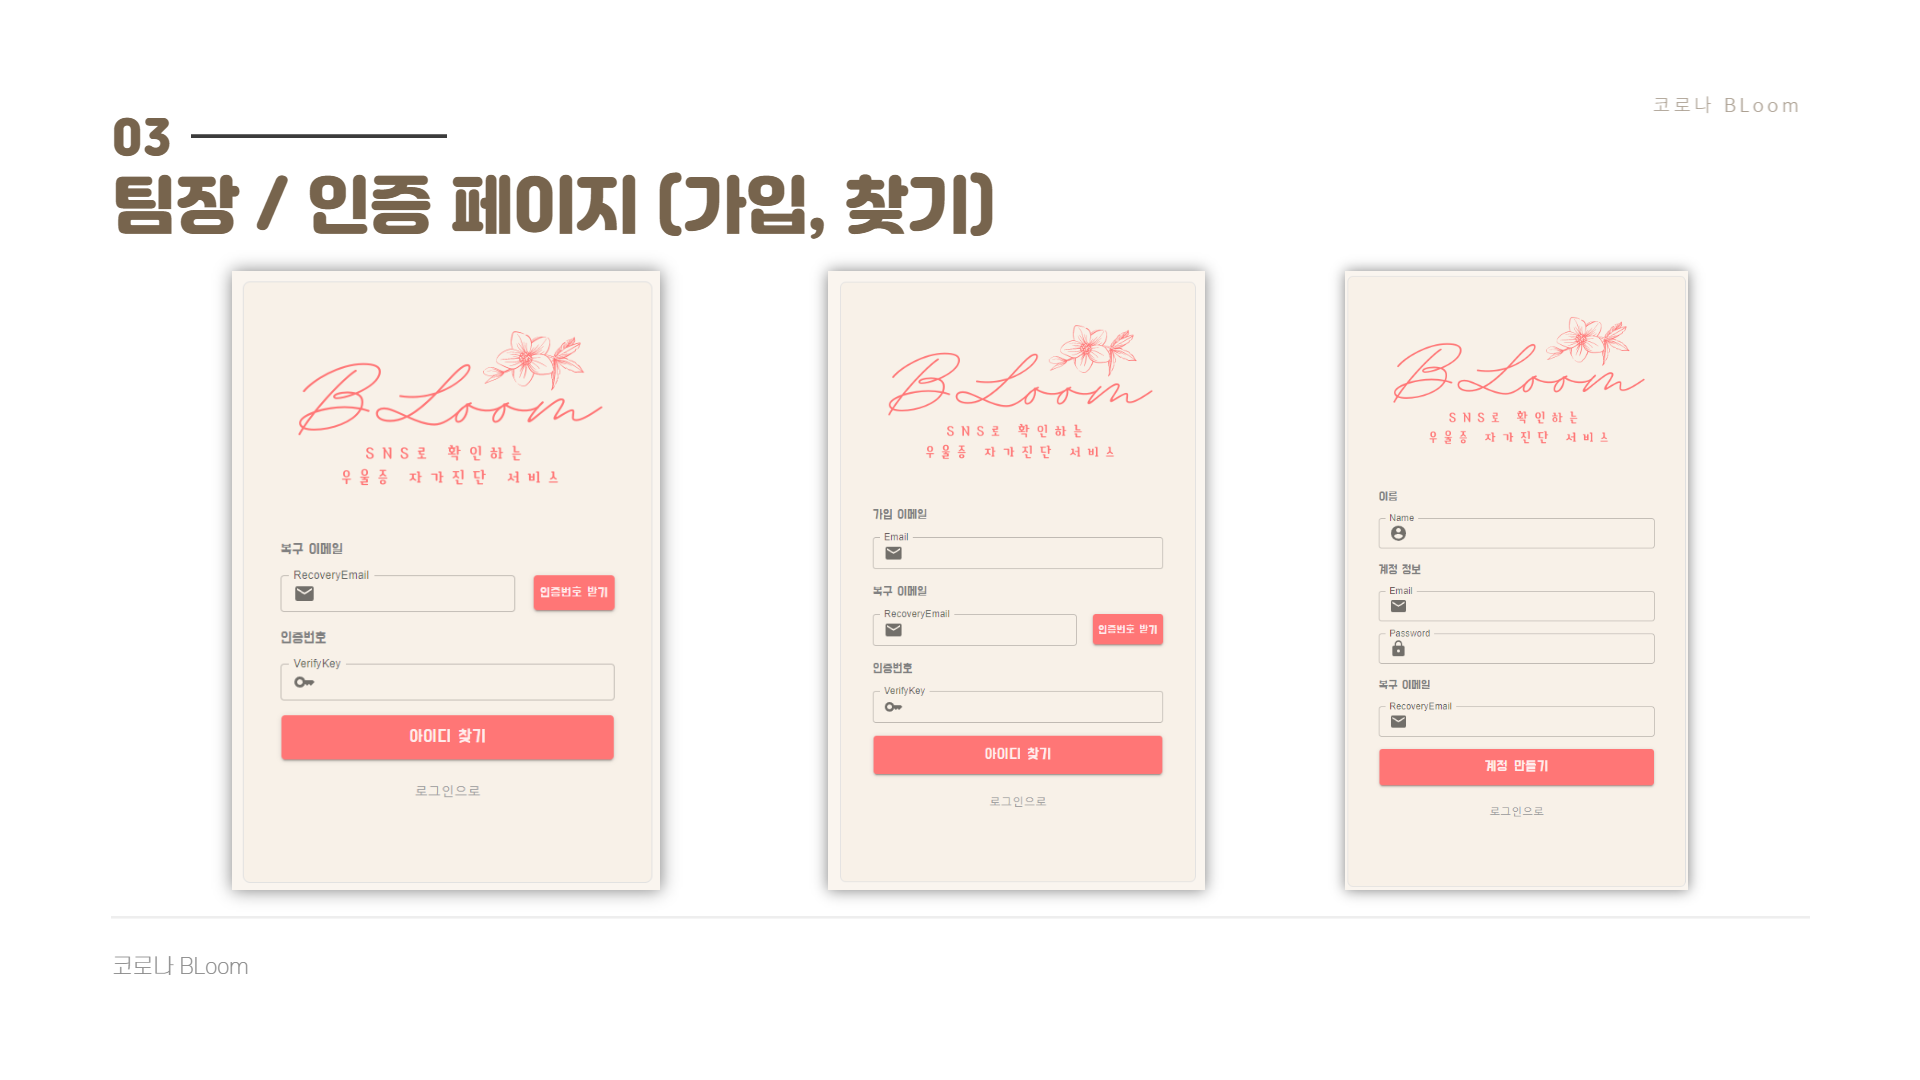 코로나 BLoom
03
팀장 / 인증 페이지 (가입, 찾기)
BLoom
SNS로 확인하는
우울증 자가진단 서비스
복구 이메일
RecoveryEmail
인증번호 받기
인증번호
VerifyKey
아이디 찾기
로그인으로
BLoom
SNS로 확인하는
우울증 자가진단 서비스
가입 이메일
Email
복구 이메일
RecoveryEmail
인증번호 받기
인증번호
VerifyKey
아이디 찾기
로그인으로
BLoom
SNS로 확인하는
우울증 자가진단 서비스
이름
Name
계정 정보
Email
Password
복구 이메일
RecoveryEmail
계정 만들기
로그인으로
코로나 BLoom